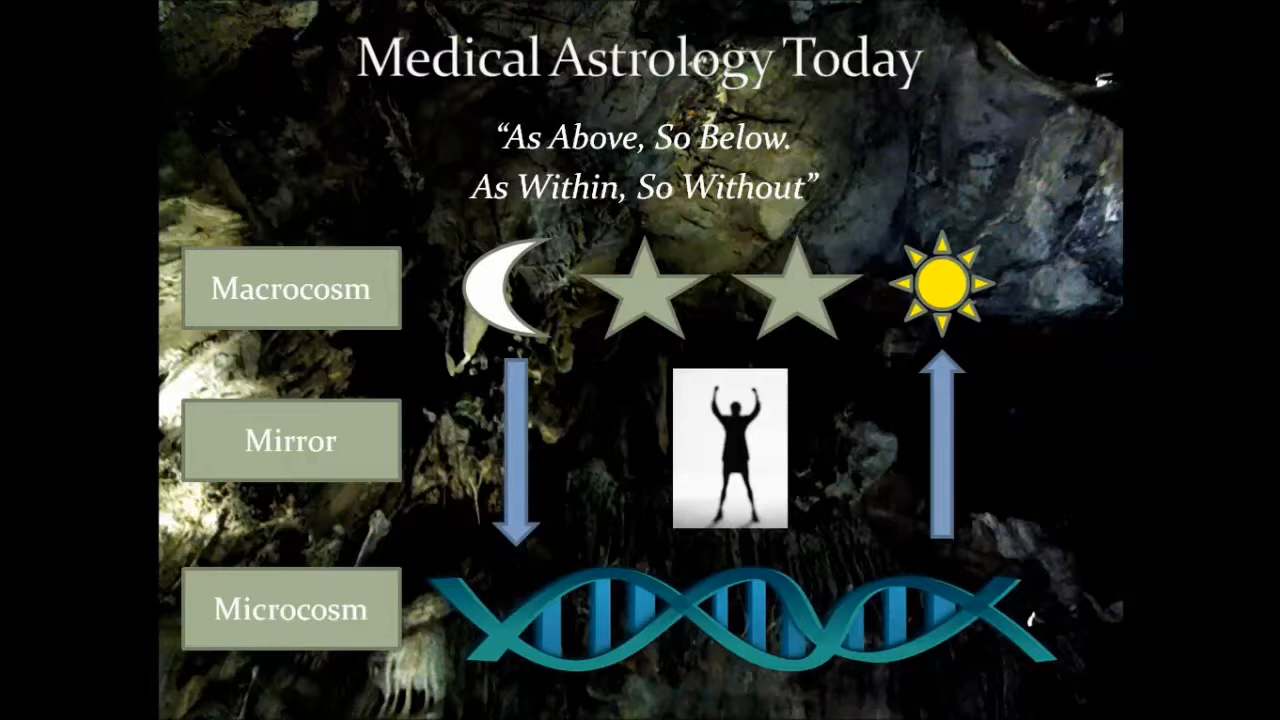 Medical Astrology Today
“As Above, So Below.
As Within, So Without”
Macrocosm
Mirror
Microcosm